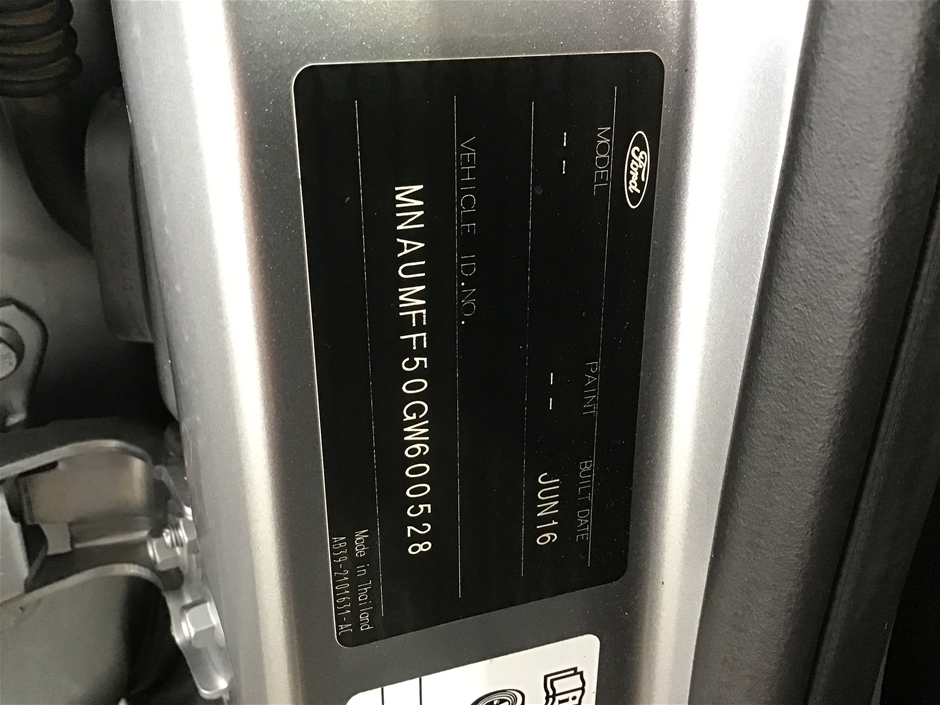 Ford
MODEL PAINT BUILT DATE
-- -- JUN16
VEHICLE ID.NO.
MNAUMFF50GW600528
Made in Thailand
AB39-2101631-AC